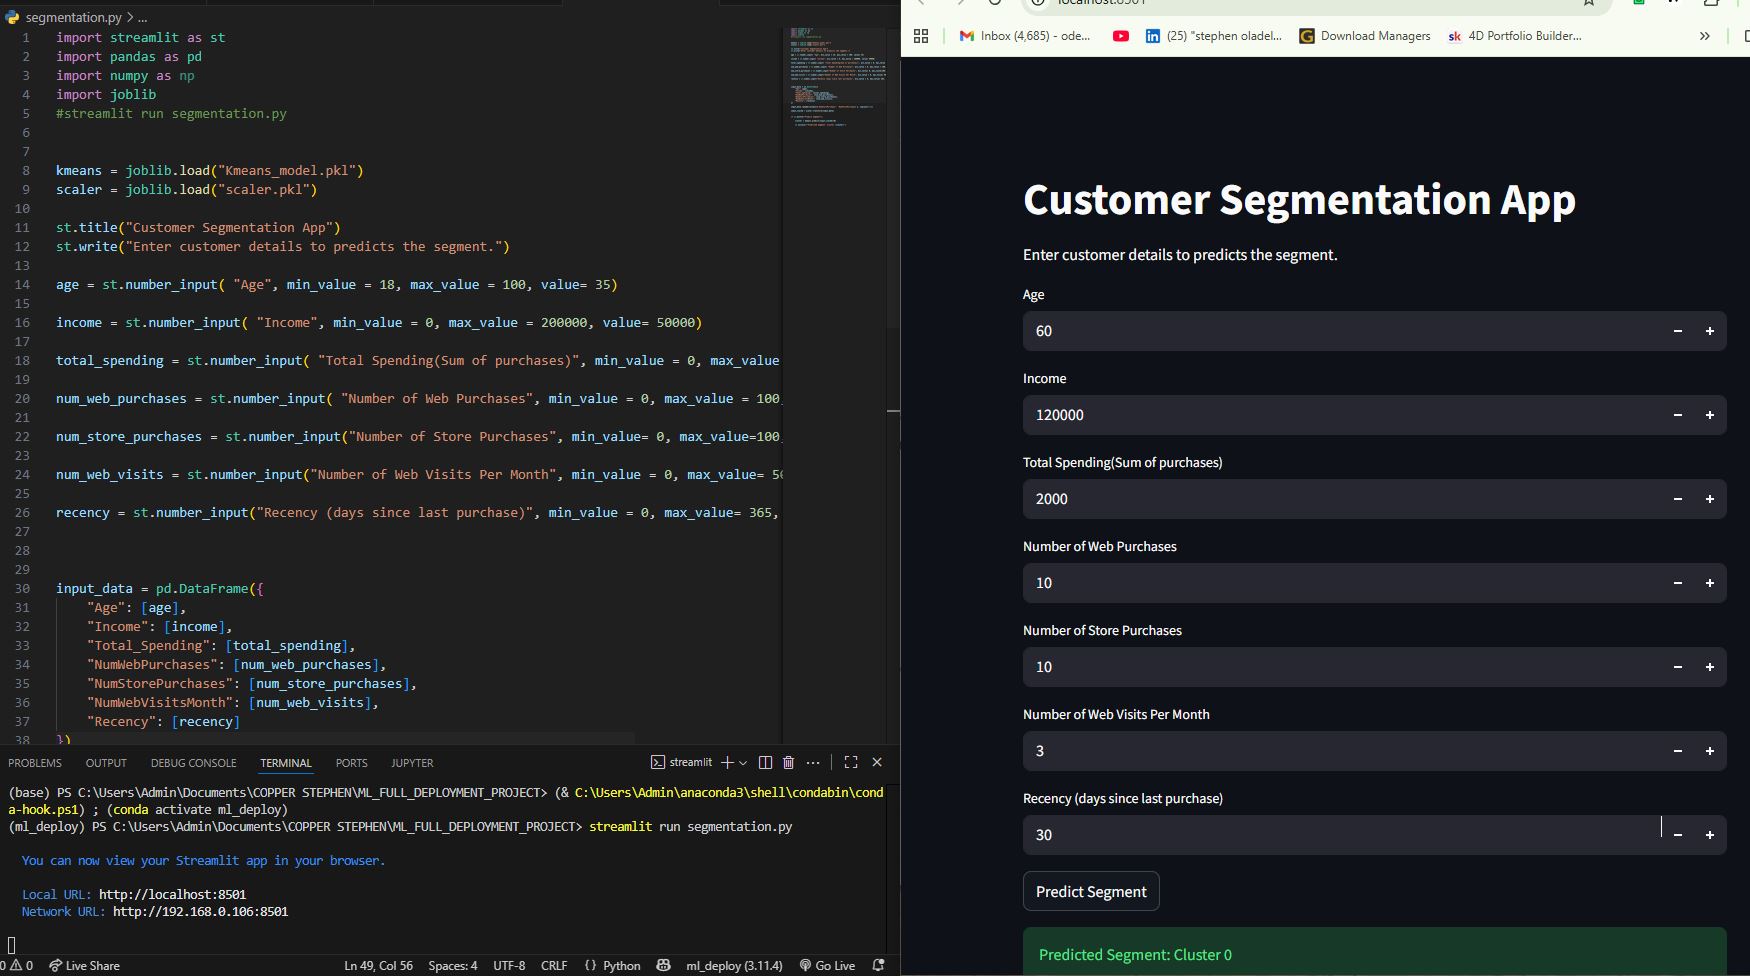 segmentation.py > ...
1 import streamlit as st
2 import pandas as pd
3 import numpy as np
4 import joblib
5 #streamlit run segmentation.py
6
7
8 kmeans = joblib.load("Kmeans_model.pkl")
9 scaler = joblib.load("scaler.pkl")
10
11 st.title("Customer Segmentation App")
12 st.write("Enter customer details to predicts the segment.")
13
14 age = st.number_input( "Age", min_value = 18, max_value = 100, value= 35)
15
16 income = st.number_input( "Income", min_value = 0, max_value = 200000, value= 50000)
17
18 total_spending = st.number_input( "Total Spending(Sum of purchases)", min_value = 0, max_value
19
20 num_web_purchases = st.number_input( "Number of Web Purchases", min_value = 0, max_value = 100,
21
22 num_store_purchases = st.number_input("Number of Store Purchases", min_value= 0, max_value=100,
23
24 num_web_visits = st.number_input("Number of Web Visits Per Month", min_value = 0, max_value= 50
25
26 recency = st.number_input("Recency (days since last purchase)", min_value = 0, max_value= 365,
27
28
29
30 input_data = pd.DataFrame({
31 "Age": [age],
32 "Income": [income],
33 "Total_Spending": [total_spending],
34 "NumWebPurchases": [num_web_purchases],
35 "NumStorePurchases": [num_store_purchases],
36 "NumWebVisitsMonth": [num_web_visits],
37 "Recency": [recency]
38 })
PROBLEMS OUTPUT DEBUG CONSOLE TERMINAL PORTS JUPYTER streamlit
(base) PS C:\Users\Admin\Documents\COPPER STEPHEN\ML_FULL_DEPLOYMENT_PROJECT> (& C:\Users\Admin\anaconda3\shell\condabin\cond
a-hook.ps1) ; (conda activate ml_deploy)
(ml_deploy) PS C:\Users\Admin\Documents\COPPER STEPHEN\ML_FULL_DEPLOYMENT_PROJECT> streamlit run segmentation.py
You can now view your Streamlit app in your browser.
Local URL: http://localhost:8501
Network URL: http://192.168.0.106:8501
0 0 Live Share Ln 49, Col 56 Spaces: 4 UTF-8 CRLF {} Python ml_deploy (3.11.4) Go Live
localhost:8501
Inbox (4,685) - ode... (25) "stephen oladel... Download Managers sk 4D Portfolio Builder... »
Customer Segmentation App
Enter customer details to predicts the segment.
Age
60 − +
Income
120000 − +
Total Spending(Sum of purchases)
2000 − +
Number of Web Purchases
10 − +
Number of Store Purchases
10 − +
Number of Web Visits Per Month
3 − +
Recency (days since last purchase)
30 − +
Predict Segment
Predicted Segment: Cluster 0